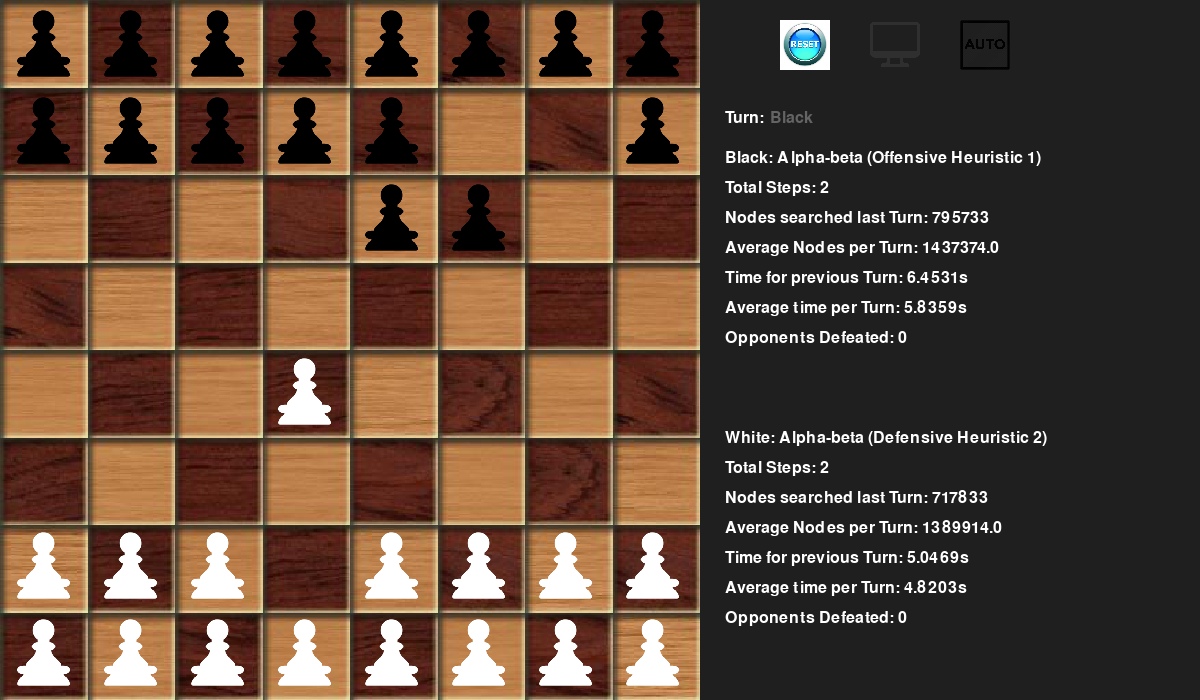 RESET
AUTO
Turn: Black
Black: Alpha-beta (Offensive Heuristic 1)
Total Steps: 2
Nodes searched last Turn: 795733
Average Nodes per Turn: 1437374.0
Time for previous Turn: 6.4531s
Average time per Turn: 5.8359s
Opponents Defeated: 0
White: Alpha-beta (Defensive Heuristic 2)
Total Steps: 2
Nodes searched last Turn: 717833
Average Nodes per Turn: 1389914.0
Time for previous Turn: 5.0469s
Average time per Turn: 4.8203s
Opponents Defeated: 0